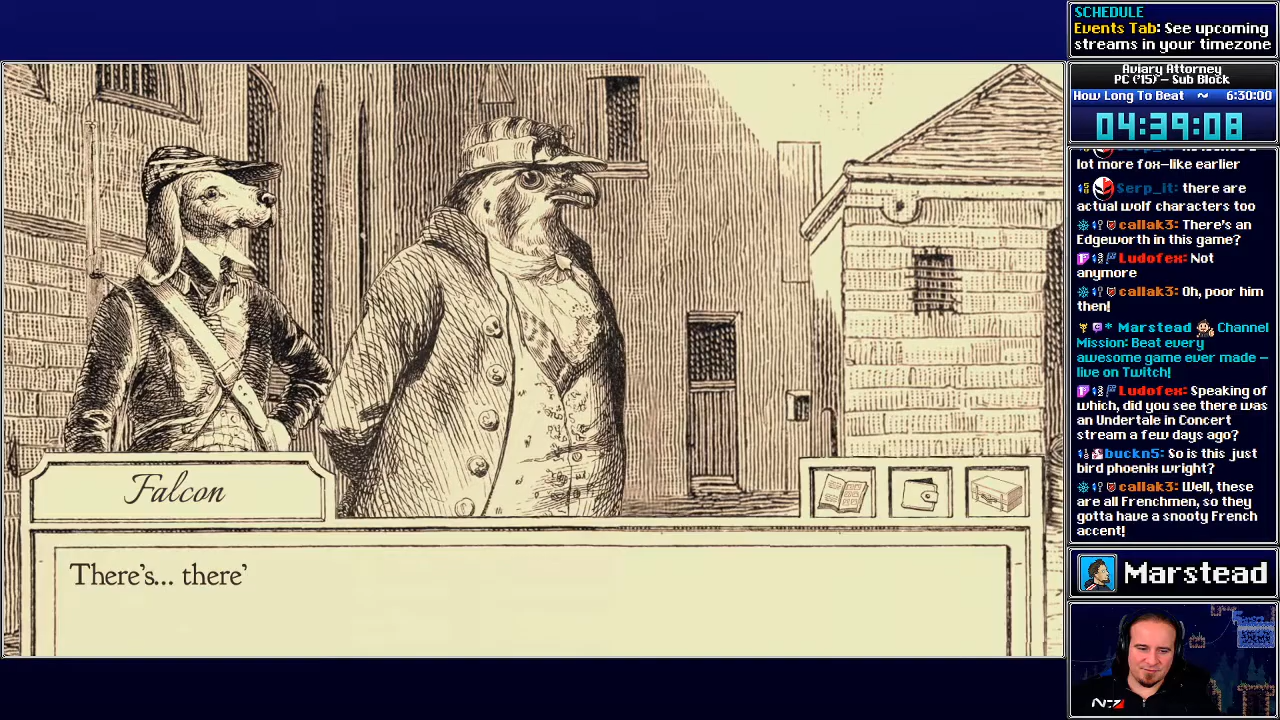 SCHEDULE
Events Tab: See upcoming
streams in your timezone
Aviary Attorney
PC ('15) – Sub Block
How Long To Beat ~ 6:30:00
04:39:08
lot more fox-like earlier
Serp_it: there are
actual wolf characters too
callak3: There's an
Edgeworth in this game?
Ludofex: Not
anymore
callak3: Oh, poor him
then!
Marstead Channel
Mission: Beat every
awesome game ever made –
live on Twitch!
Ludofex: Speaking of
which, did you see there was
an Undertale in Concert
stream a few days ago?
buckn5: So is this just
bird phoenix wright?
callak3: Well, these
are all Frenchmen, so they
gotta have a snooty French
accent!
Marstead
N7
Falcon
There's... there'